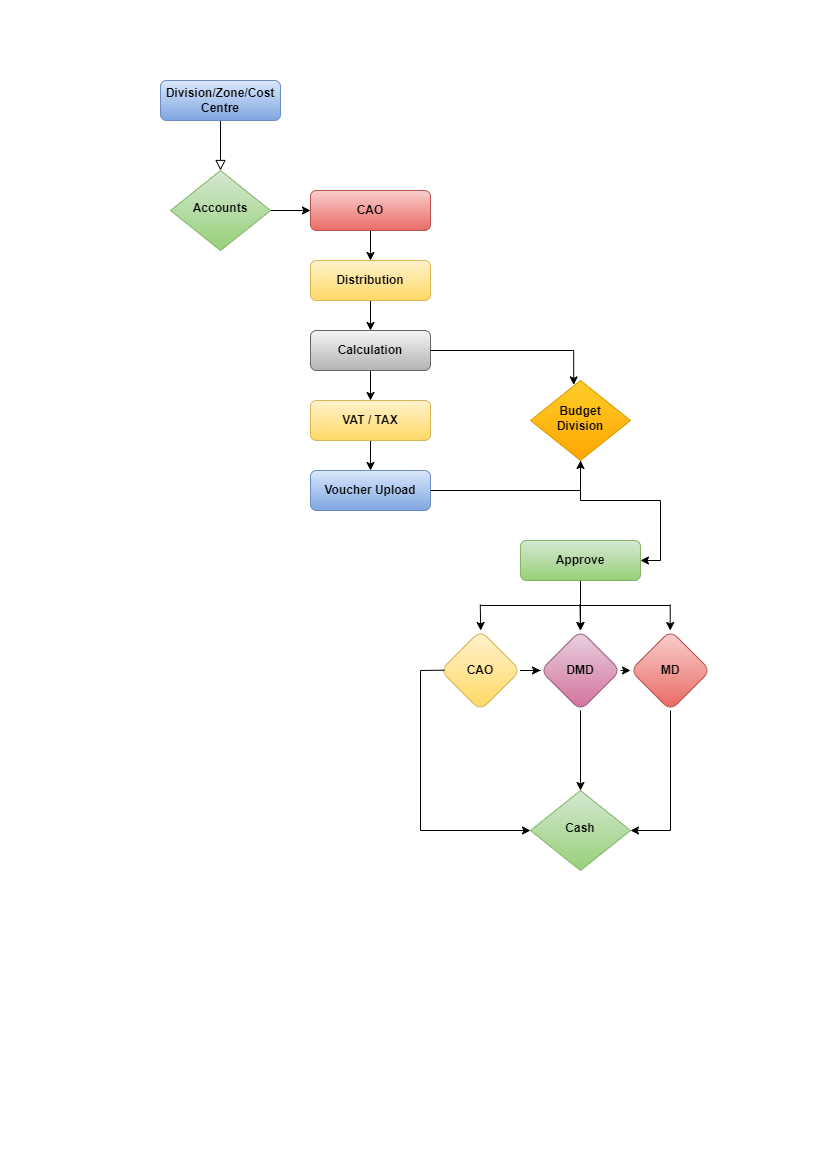 Division/Zone/Cost
Centre
Accounts
CAO
Distribution
Calculation
VAT / TAX
Budget
Division
Voucher Upload
Approve
CAO
DMD
MD
Cash